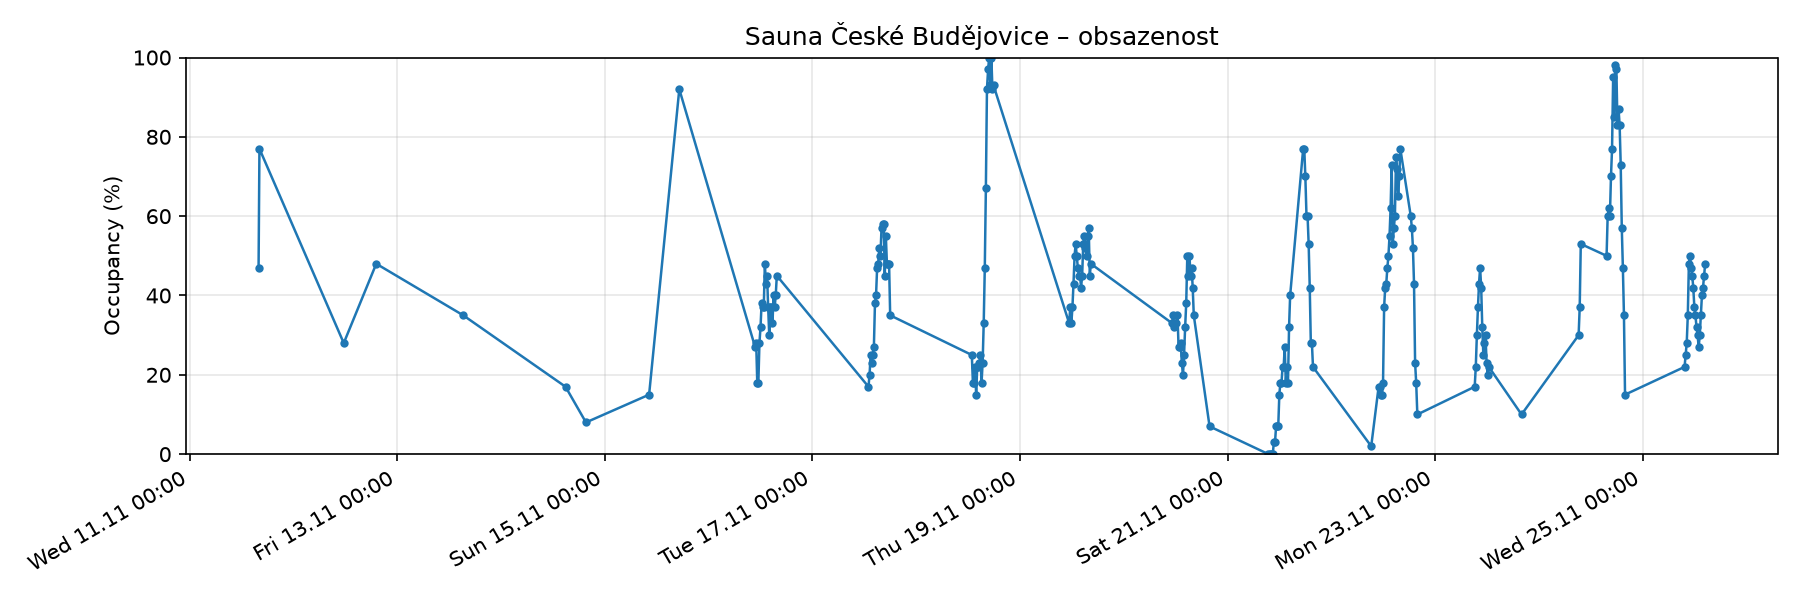 Sauna České Budějovice – obsazenost
Occupancy (%)
100
80
60
40
20
0
Wed 11.11 00:00
Fri 13.11 00:00
Sun 15.11 00:00
Tue 17.11 00:00
Thu 19.11 00:00
Sat 21.11 00:00
Mon 23.11 00:00
Wed 25.11 00:00